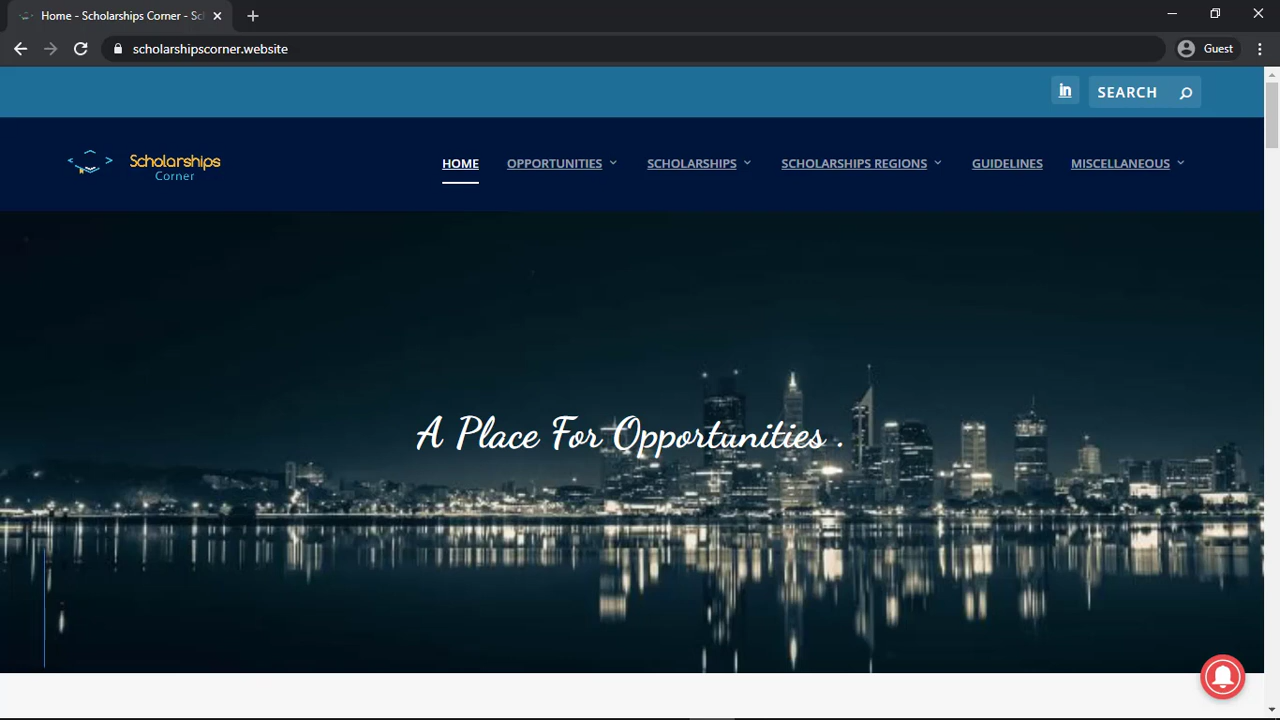 Home - Scholarships Corner - Sc
scholarshipscorner.website
Guest
in
SEARCH
Scholarships
Corner
HOME
OPPORTUNITIES
SCHOLARSHIPS
SCHOLARSHIPS REGIONS
GUIDELINES
MISCELLANEOUS
A Place For Opportunities .